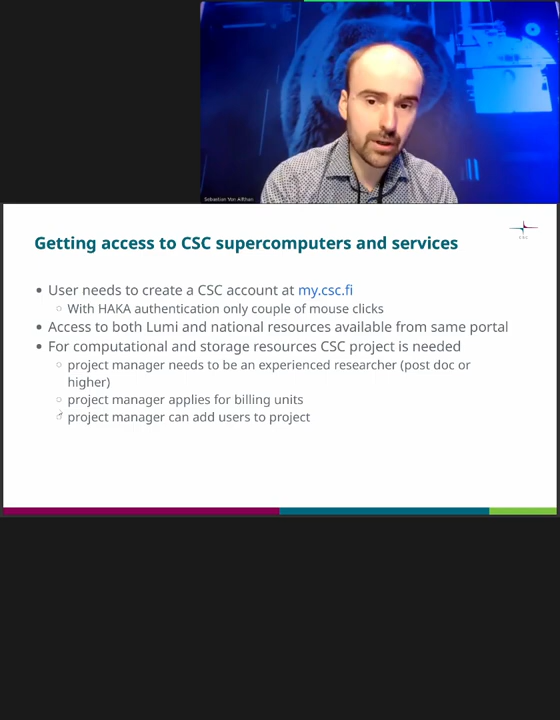 Sebastian Von Alfthan
Getting access to CSC supercomputers and services
CSC
User needs to create a CSC account at my.csc.fi
With HAKA authentication only couple of mouse clicks
Access to both Lumi and national resources available from same portal
For computational and storage resources CSC project is needed
project manager needs to be an experienced researcher (post doc or
higher)
project manager applies for billing units
project manager can add users to project